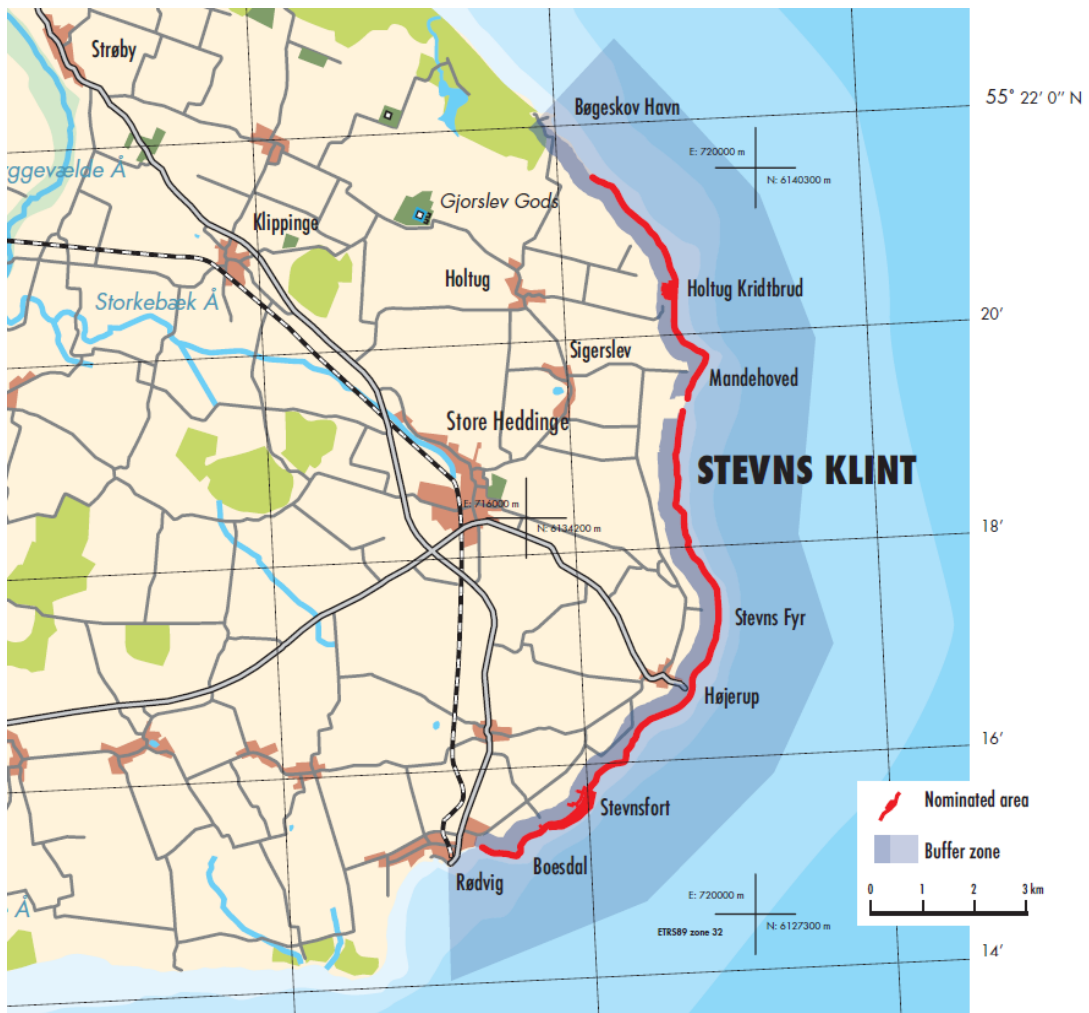 Strøby
Bøgeskov Havn
55° 22' 0'' N
E: 720000 m
N: 6140300 m
ggevælde Å
Gjorslev Gods
Klippinge
Holtug
Holtug Kridtbrud
Storkebæk Å
20'
Sigerslev
Mandehoved
Store Heddinge
STEVNS KLINT
E: 716000 m
N: 6134200 m
18'
Stevns Fyr
Højerup
16'
Stevnsfort
Nominated area
Buffer zone
Boesdal
Rødvig
0 1 2 3 km
E: 720000 m
N: 6127300 m
ETRS89 zone 32
Å
14'